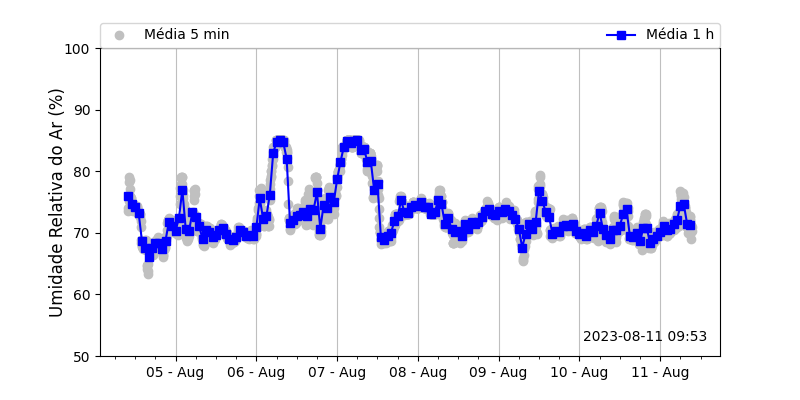 Média 5 min
Média 1 h
Umidade Relativa do Ar (%)
100
90
80
70
60
50
2023-08-11 09:53
05 - Aug
06 - Aug
07 - Aug
08 - Aug
09 - Aug
10 - Aug
11 - Aug